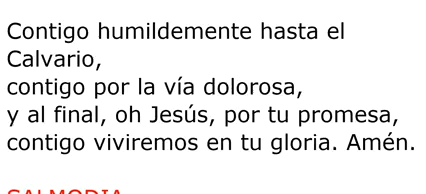 Contigo humildemente hasta el
Calvario,
contigo por la vía dolorosa,
y al final, oh Jesús, por tu promesa,
contigo viviremos en tu gloria. Amén.
SALMODIA